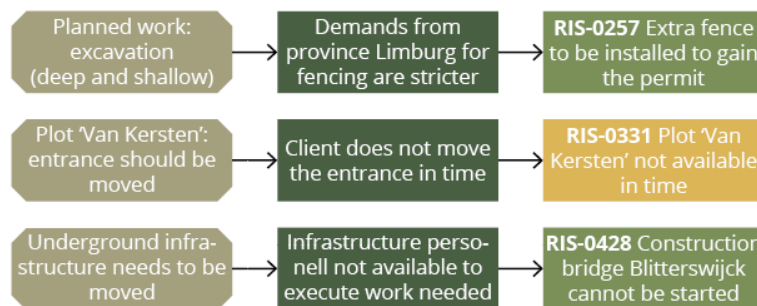 Planned work:
excavation
(deep and shallow)
Demands from
province Limburg for
fencing are stricter
RIS-0257 Extra fence
to be installed to gain
the permit
Plot ‘Van Kersten’:
entrance should be
moved
Client does not move
the entrance in time
RIS-0331 Plot ‘Van
Kersten’ not available
in time
Underground infra-
structure needs to be
moved
Infrastructure perso-
nell not available to
execute work needed
RIS-0428 Construction
bridge Blitterswijck
cannot be started